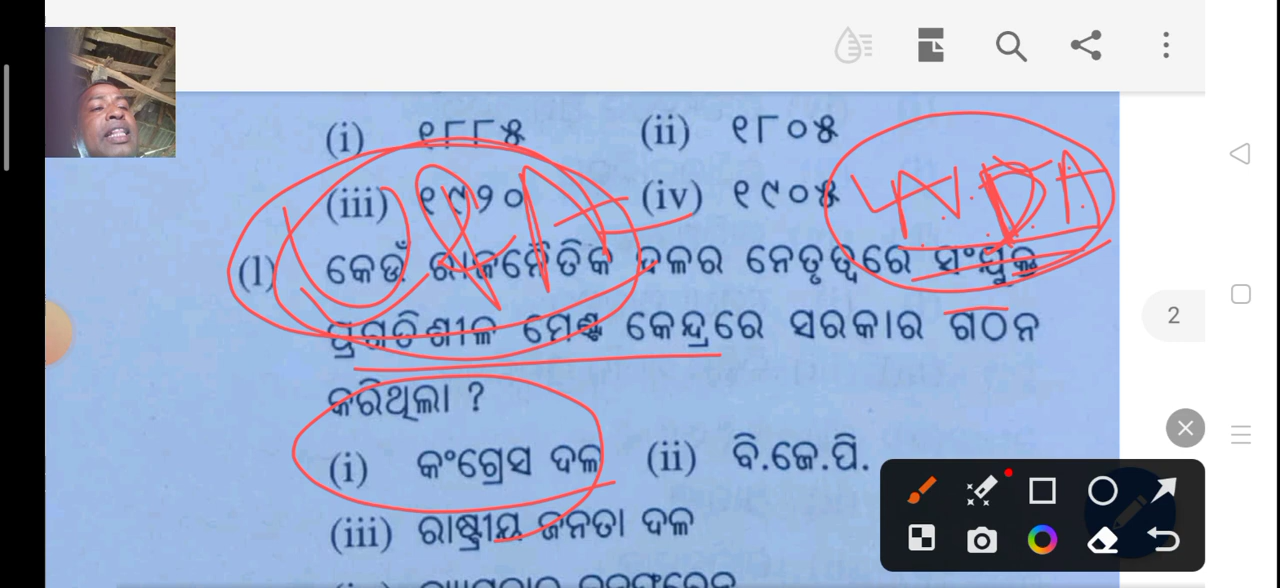 (i) ୧୮୮୫ (ii) ୧୮୦୫
(iii) ୧୯୨୦ (iv) ୧୯୦୫
UPA
N.D.A
(l) କେଉଁ ରାଜନୈତିକ ଦଳର ନେତୃତ୍ୱରେ ସଂଯୁକ୍ତ
ପ୍ରଗତିଶୀଳ ମେଣ୍ଟ କେନ୍ଦ୍ରରେ ସରକାର ଗଠନ
କରିଥିଲା ?
(i) କଂଗ୍ରେସ ଦଳ (ii) ବି.ଜେ.ପି.
(iii) ରାଷ୍ଟ୍ରୀୟ ଜନତା ଦଳ
2